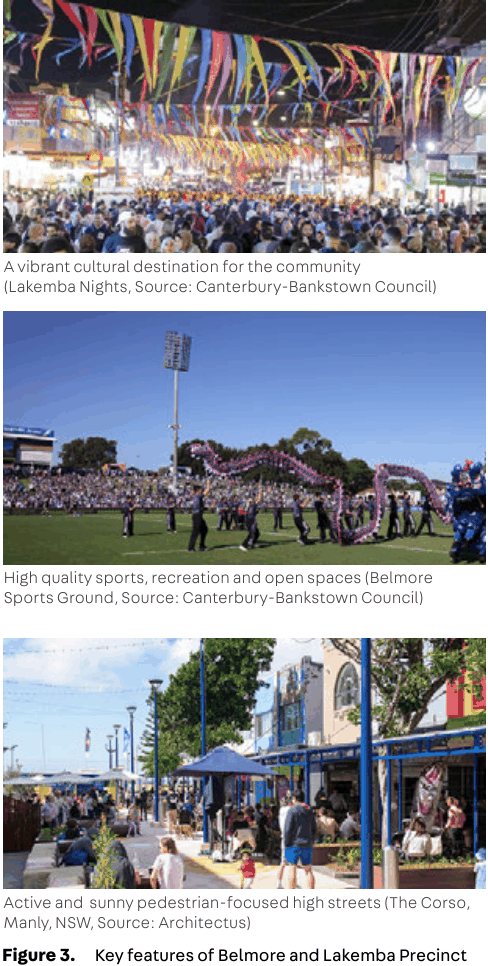 A vibrant cultural destination for the community
(Lakemba Nights, Source: Canterbury-Bankstown Council)
High quality sports, recreation and open spaces (Belmore
Sports Ground, Source: Canterbury-Bankstown Council)
Active and sunny pedestrian-focused high streets (The Corso,
Manly, NSW, Source: Architectus)
Figure 3. Key features of Belmore and Lakemba Precinct